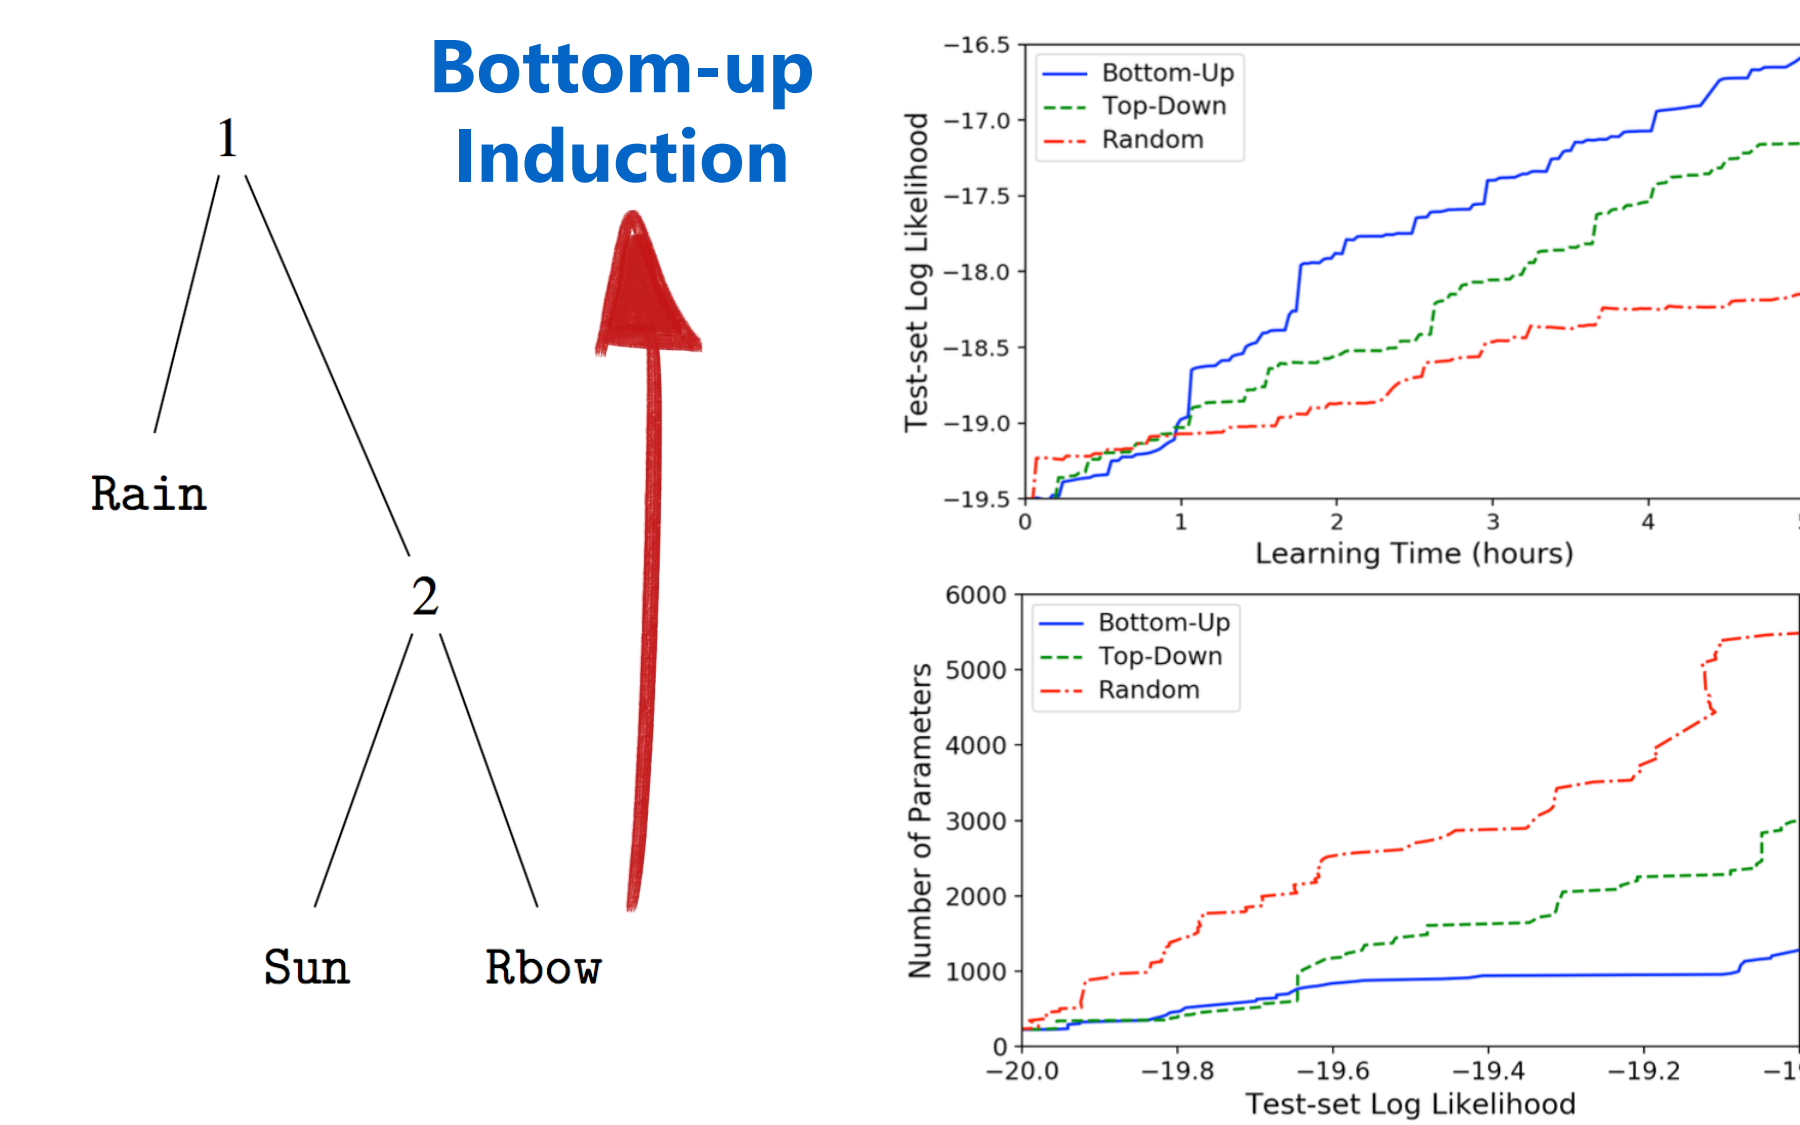 Bottom-up
Induction
1
Rain
2
Sun
Rbow
−16.5
−17.0
−17.5
−18.0
−18.5
−19.0
−19.5
Test-set Log Likelihood
Bottom-Up
Top-Down
Random
0 1 2 3 4
Learning Time (hours)
6000
5000
4000
3000
2000
1000
0
Number of Parameters
Bottom-Up
Top-Down
Random
−20.0 −19.8 −19.6 −19.4 −19.2
Test-set Log Likelihood